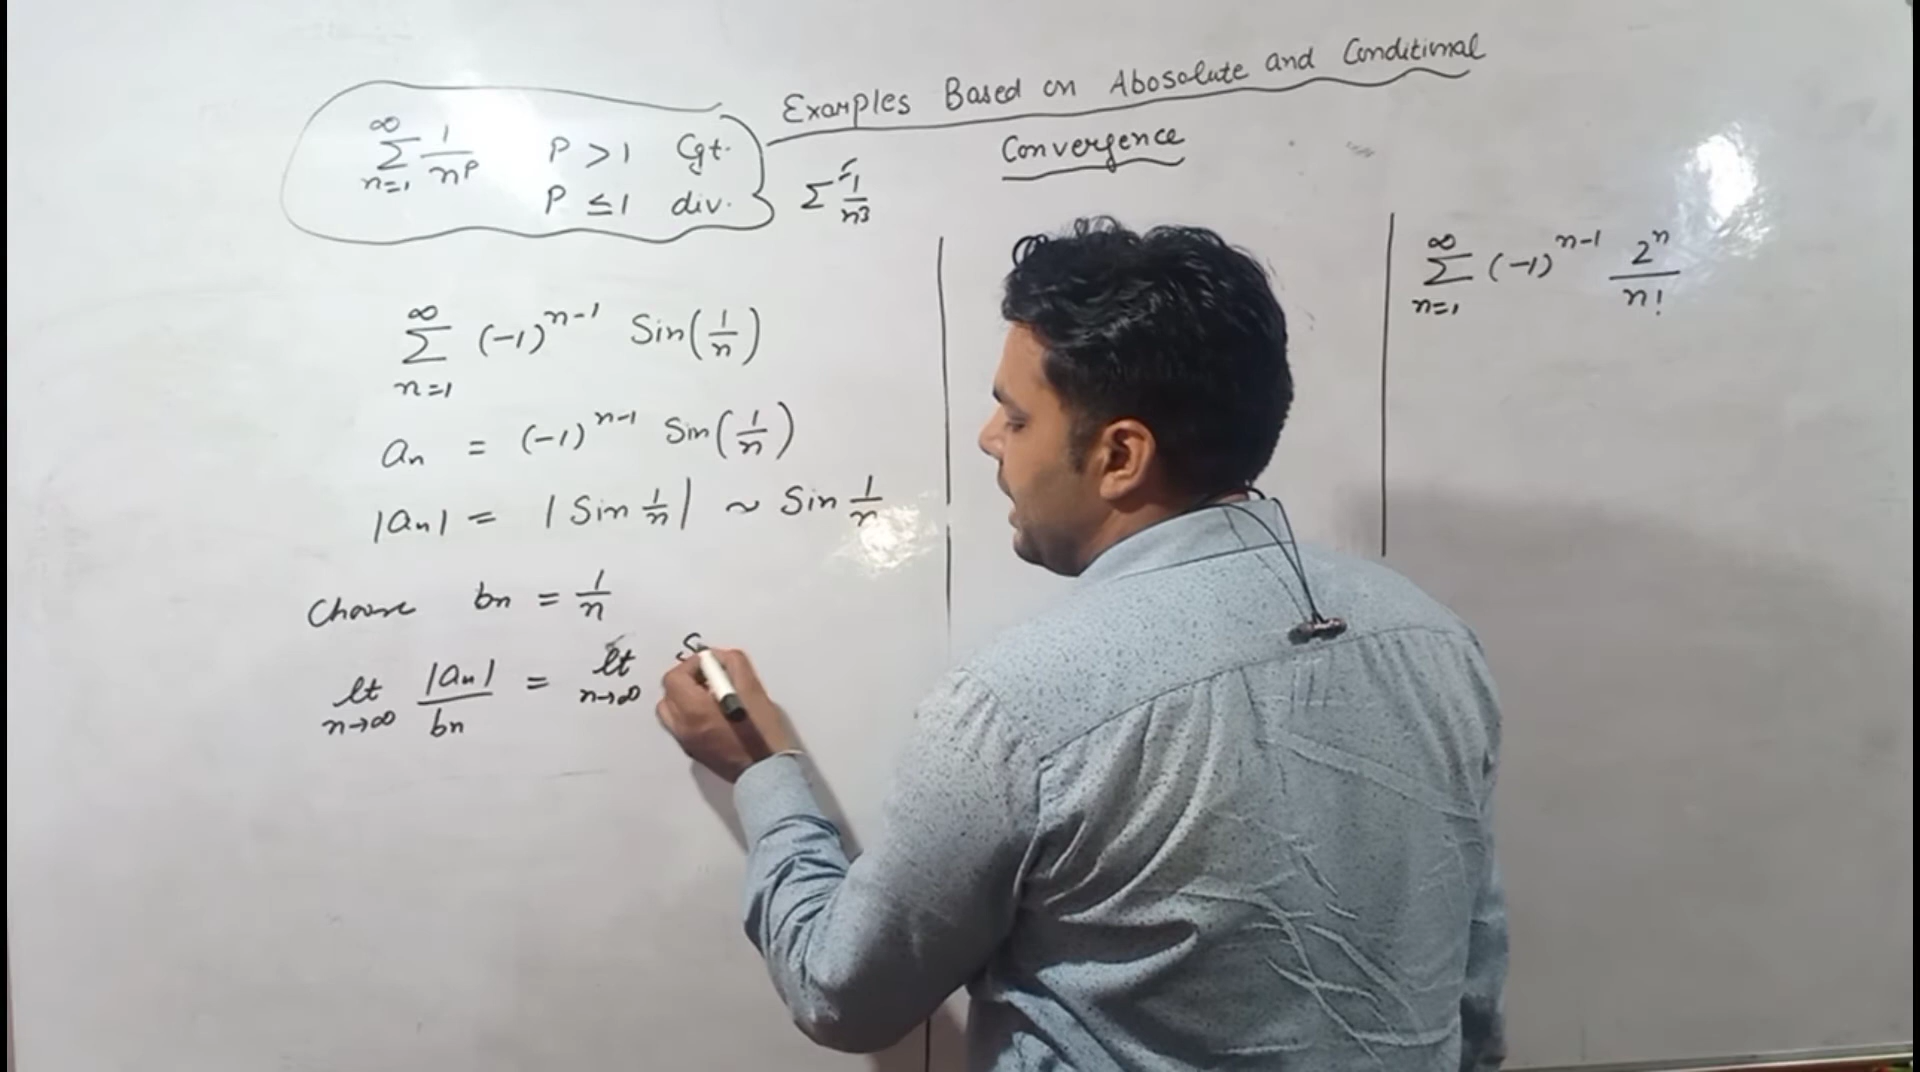 Examples Based on Abosolute and Conditional
Convergence
∞
Σ 1/n^P P > 1 Cgt.
n=1 P ≤ 1 div.
Σ 1/n^3
∞
Σ (-1)^{n-1} Sin(1/n)
n=1
an = (-1)^{n-1} Sin(1/n)
|an| = |Sin 1/n| ~ Sin 1/n
Choose bn = 1/n
lt |an|/bn = lt S
n→∞ n→∞
∞
Σ (-1)^{n-1} 2^n/n!
n=1